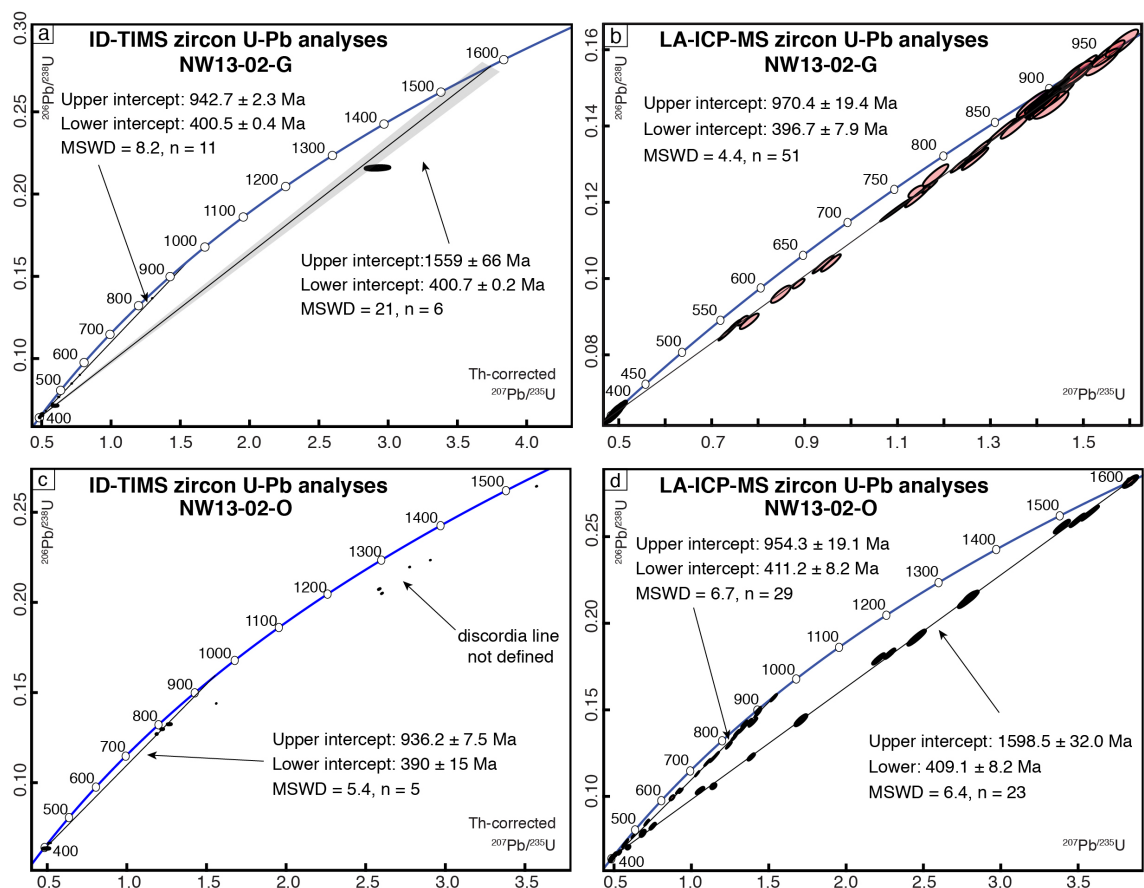 a
ID-TIMS zircon U-Pb analyses
NW13-02-G
206Pb/238U
Upper intercept: 942.7 ± 2.3 Ma
Lower intercept: 400.5 ± 0.4 Ma
MSWD = 8.2, n = 11
Upper intercept:1559 ± 66 Ma
Lower intercept: 400.7 ± 0.2 Ma
MSWD = 21, n = 6
Th-corrected
207Pb/235U
0.30
0.25
0.20
0.15
0.10
1600
1500
1400
1300
1200
1100
1000
900
800
700
600
500
400
0.5 1.0 1.5 2.0 2.5 3.0 3.5 4.0
b
LA-ICP-MS zircon U-Pb analyses
NW13-02-G
206Pb/238U
Upper intercept: 970.4 ± 19.4 Ma
Lower intercept: 396.7 ± 7.9 Ma
MSWD = 4.4, n = 51
207Pb/235U
0.16
0.14
0.12
0.10
0.08
950
900
850
800
750
700
650
600
550
500
450
400
0.5 0.7 0.9 1.1 1.3 1.5
c
ID-TIMS zircon U-Pb analyses
NW13-02-O
206Pb/238U
discordia line
not defined
Upper intercept: 936.2 ± 7.5 Ma
Lower intercept: 390 ± 15 Ma
MSWD = 5.4, n = 5
Th-corrected
207Pb/235U
0.25
0.20
0.15
0.10
1500
1400
1300
1200
1100
1000
900
800
700
600
500
400
0.5 1.0 1.5 2.0 2.5 3.0 3.5
d
LA-ICP-MS zircon U-Pb analyses
NW13-02-O
206Pb/238U
Upper intercept: 954.3 ± 19.1 Ma
Lower intercept: 411.2 ± 8.2 Ma
MSWD = 6.7, n = 29
Upper intercept: 1598.5 ± 32.0 Ma
Lower: 409.1 ± 8.2 Ma
MSWD = 6.4, n = 23
207Pb/235U
0.25
0.20
0.15
0.10
1600
1500
1400
1300
1200
1100
1000
900
800
700
600
500
400
0.5 1.0 1.5 2.0 2.5 3.0 3.5